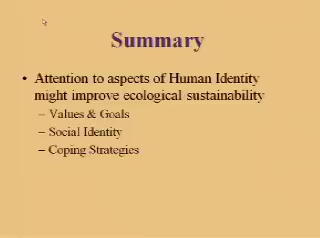 Summary
• Attention to aspects of Human Identity
might improve ecological sustainability
– Values & Goals
– Social Identity
– Coping Strategies